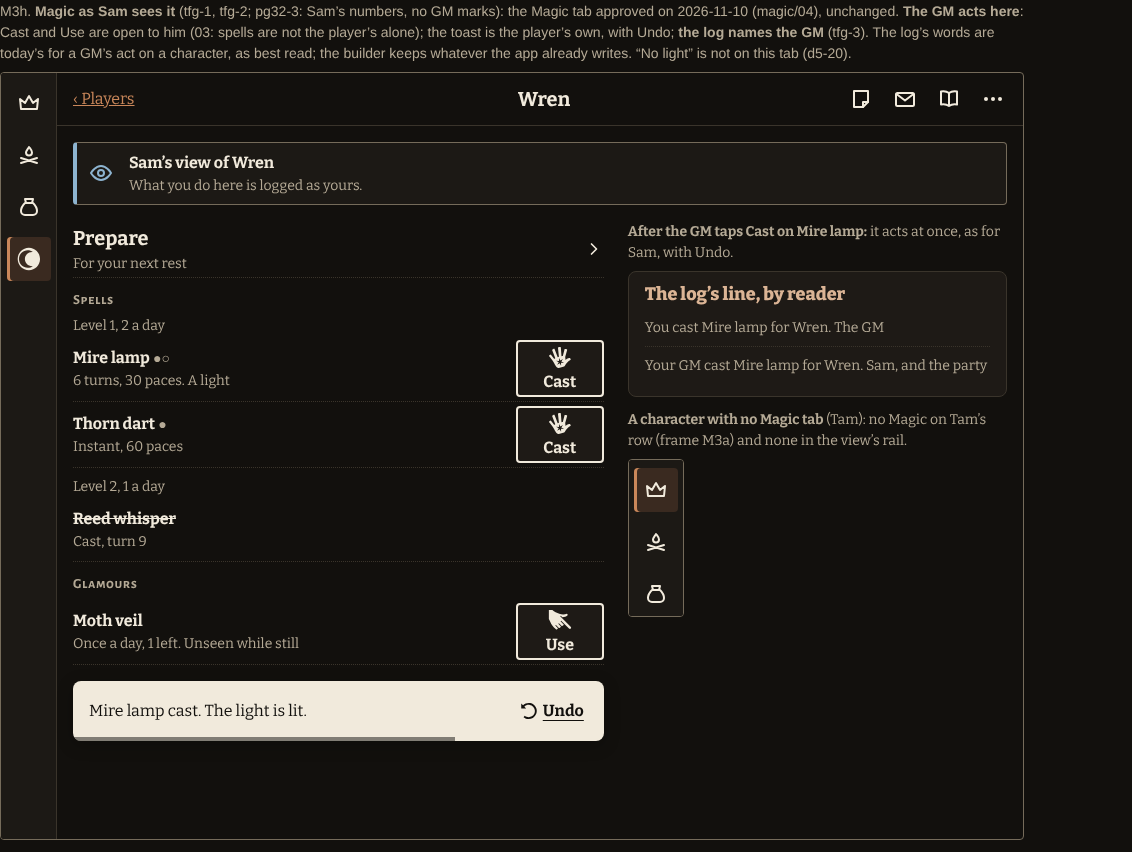 M3h. Magic as Sam sees it (tfg-1, tfg-2; pg32-3: Sam’s numbers, no GM marks): the Magic tab approved on 2026-11-10 (magic/04), unchanged. The GM acts here:
Cast and Use are open to him (03: spells are not the player’s alone); the toast is the player’s own, with Undo; the log names the GM (tfg-3). The log’s words are
today’s for a GM’s act on a character, as best read; the builder keeps whatever the app already writes. “No light” is not on this tab (d5-20).
‹ Players
Wren
Sam’s view of Wren
What you do here is logged as yours.
Prepare
For your next rest
Spells
Level 1, 2 a day
Mire lamp ●○
6 turns, 30 paces. A light
Cast
Thorn dart ●
Instant, 60 paces
Cast
Level 2, 1 a day
Reed whisper
Cast, turn 9
Glamours
Moth veil
Once a day, 1 left. Unseen while still
Use
Mire lamp cast. The light is lit.
Undo
After the GM taps Cast on Mire lamp: it acts at once, as for
Sam, with Undo.
The log’s line, by reader
You cast Mire lamp for Wren. The GM
Your GM cast Mire lamp for Wren. Sam, and the party
A character with no Magic tab (Tam): no Magic on Tam’s
row (frame M3a) and none in the view’s rail.